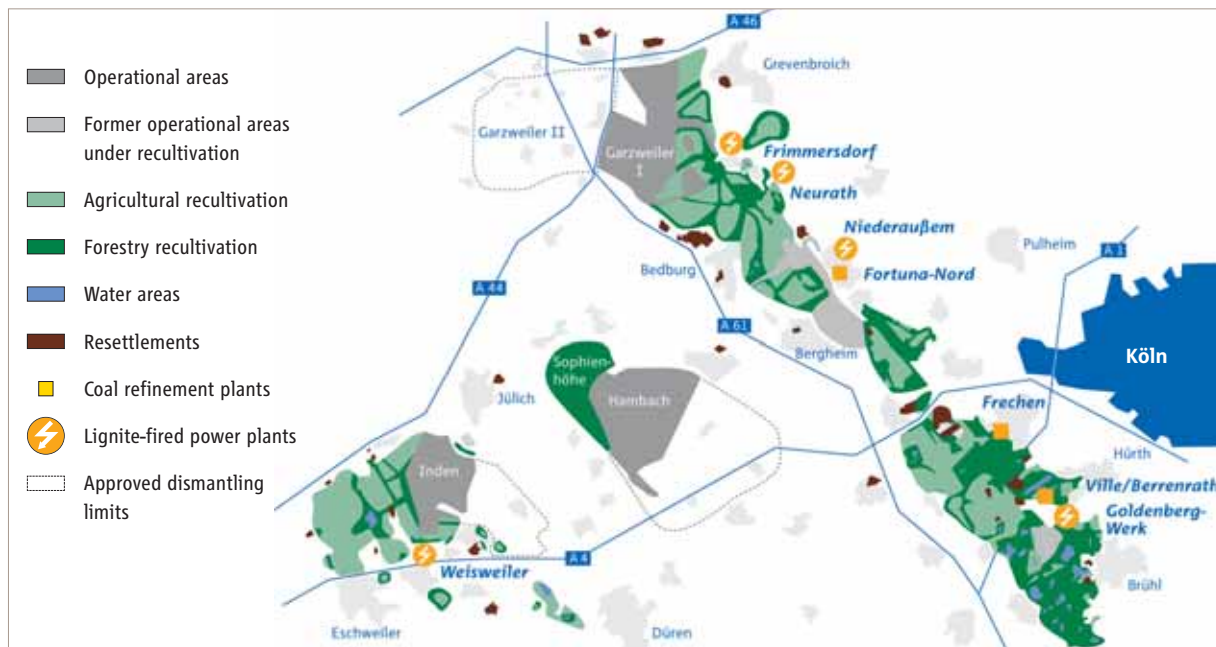 Operational areas
Former operational areas
under recultivation
Agricultural recultivation
Forestry recultivation
Water areas
Resettlements
Coal refinement plants
Lignite-fired power plants
Approved dismantling
limits
A 46
Grevenbroich
Garzweiler II
Garzweiler
I
Frimmersdorf
Neurath
Niederaußem
Pulheim
A 1
Fortuna-Nord
Bedburg
A 44
A 61
Köln
Bergheim
Sophien-
höhe
Hambach
Jülich
Frechen
Hürth
Inden
Ville/Berrenrath
Goldenberg-
Werk
A 4
Weisweiler
Brühl
Eschweiler
Düren